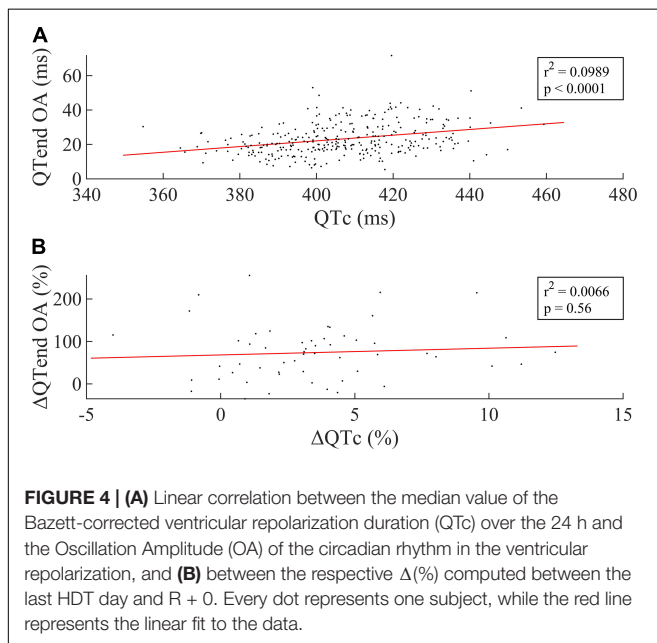 A
QTend OA (ms)
60
40
20
0
r² = 0.0989
p < 0.0001
340 360 380 400 420 440 460 480
QTc (ms)
B
ΔQTend OA (%)
200
100
0
r² = 0.0066
p = 0.56
-5 0 5 10 15
ΔQTc (%)
FIGURE 4 | (A) Linear correlation between the median value of the
Bazett-corrected ventricular repolarization duration (QTc) over the 24 h and
the Oscillation Amplitude (OA) of the circadian rhythm in the ventricular
repolarization, and (B) between the respective Δ(%) computed between the
last HDT day and R + 0. Every dot represents one subject, while the red line
represents the linear fit to the data.